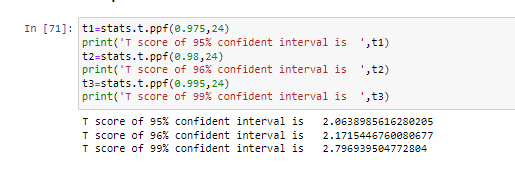 In [71]: t1=stats.t.ppf(0.975,24)
print('T score of 95% confident interval is  ',t1)
t2=stats.t.ppf(0.98,24)
print('T score of 96% confident interval is  ',t2)
t3=stats.t.ppf(0.995,24)
print('T score of 99% confident interval is  ',t3)
T score of 95% confident interval is   2.0638985616280205
T score of 96% confident interval is   2.1715446760080677
T score of 99% confident interval is   2.796939504772804